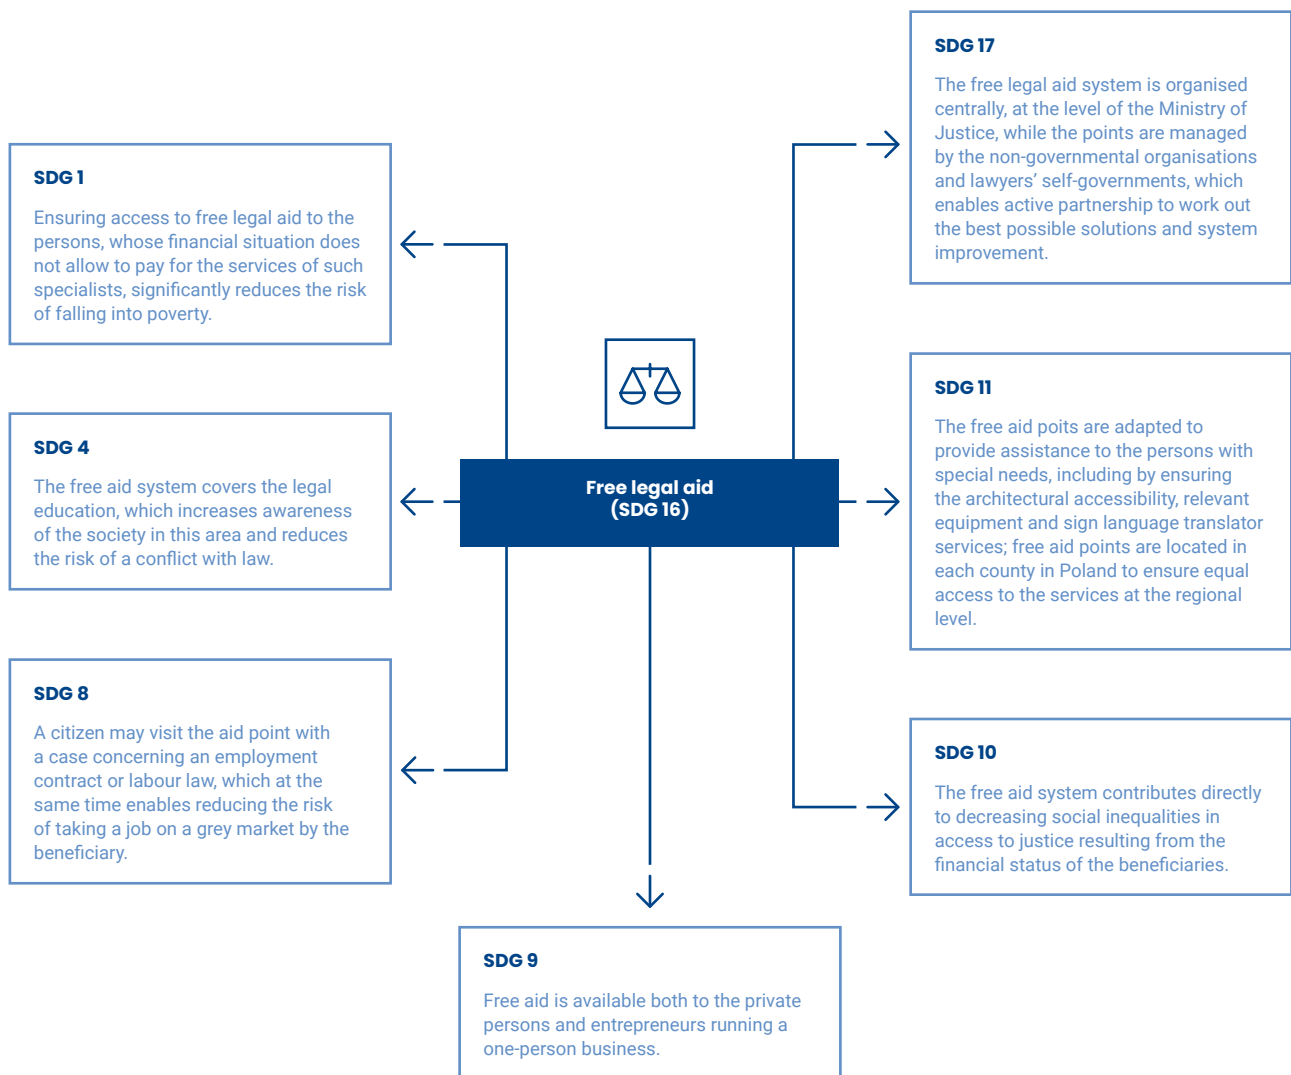 SDG 1
Ensuring access to free legal aid to the
persons, whose financial situation does
not allow to pay for the services of such
specialists, significantly reduces the risk
of falling into poverty.
SDG 4
The free aid system covers the legal
education, which increases awareness
of the society in this area and reduces
the risk of a conflict with law.
SDG 8
A citizen may visit the aid point with
a case concerning an employment
contract or labour law, which at the
same time enables reducing the risk
of taking a job on a grey market by the
beneficiary.
Free legal aid
(SDG 16)
SDG 9
Free aid is available both to the private
persons and entrepreneurs running a
one-person business.
SDG 17
The free legal aid system is organised
centrally, at the level of the Ministry of
Justice, while the points are managed
by the non-governmental organisations
and lawyers’ self-governments, which
enables active partnership to work out
the best possible solutions and system
improvement.
SDG 11
The free aid poits are adapted to
provide assistance to the persons with
special needs, including by ensuring
the architectural accessibility, relevant
equipment and sign language translator
services; free aid points are located in
each county in Poland to ensure equal
access to the services at the regional
level.
SDG 10
The free aid system contributes directly
to decreasing social inequalities in
access to justice resulting from the
financial status of the beneficiaries.